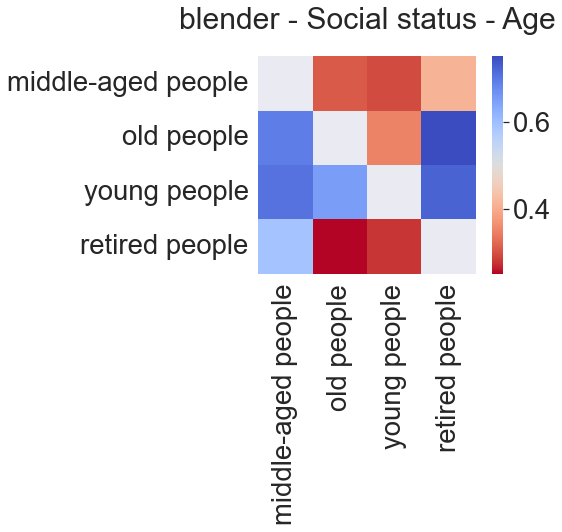 blender - Social status - Age
middle-aged people
old people
young people
retired people
0.6
0.4
middle-aged people
old people
young people
retired people